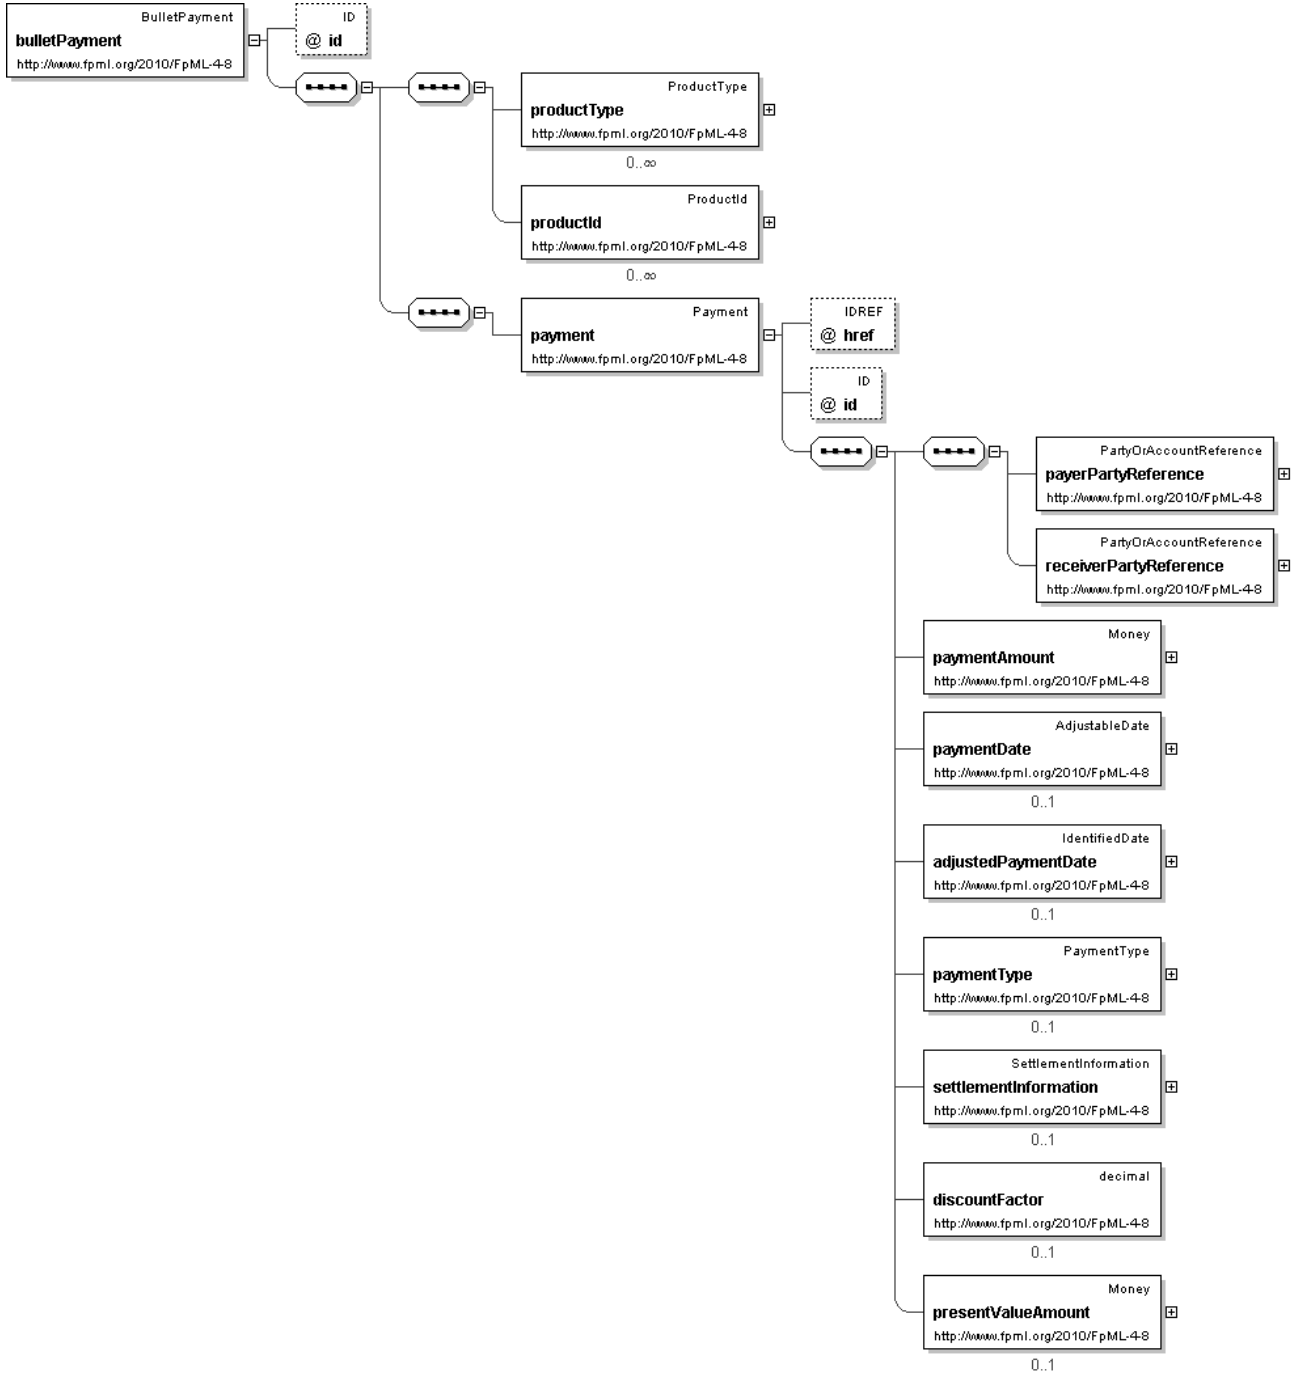 BulletPayment
bulletPayment
http://www.fpml.org/2010/FpML-4-8
ID
@ id
ProductType
productType
http://www.fpml.org/2010/FpML-4-8
0..∞
ProductId
productId
http://www.fpml.org/2010/FpML-4-8
0..∞
Payment
payment
http://www.fpml.org/2010/FpML-4-8
IDREF
@ href
ID
@ id
PartyOrAccountReference
payerPartyReference
http://www.fpml.org/2010/FpML-4-8
PartyOrAccountReference
receiverPartyReference
http://www.fpml.org/2010/FpML-4-8
Money
paymentAmount
http://www.fpml.org/2010/FpML-4-8
AdjustableDate
paymentDate
http://www.fpml.org/2010/FpML-4-8
0..1
IdentifiedDate
adjustedPaymentDate
http://www.fpml.org/2010/FpML-4-8
0..1
PaymentType
paymentType
http://www.fpml.org/2010/FpML-4-8
0..1
SettlementInformation
settlementInformation
http://www.fpml.org/2010/FpML-4-8
0..1
decimal
discountFactor
http://www.fpml.org/2010/FpML-4-8
0..1
Money
presentValueAmount
http://www.fpml.org/2010/FpML-4-8
0..1